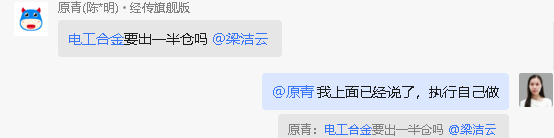 原青(陈*明)•经传旗舰版
电工合金要出一半仓吗 @梁洁云
@原青 我上面已经说了，执行自己做
原青：电工合金要出一半仓吗 @梁洁云